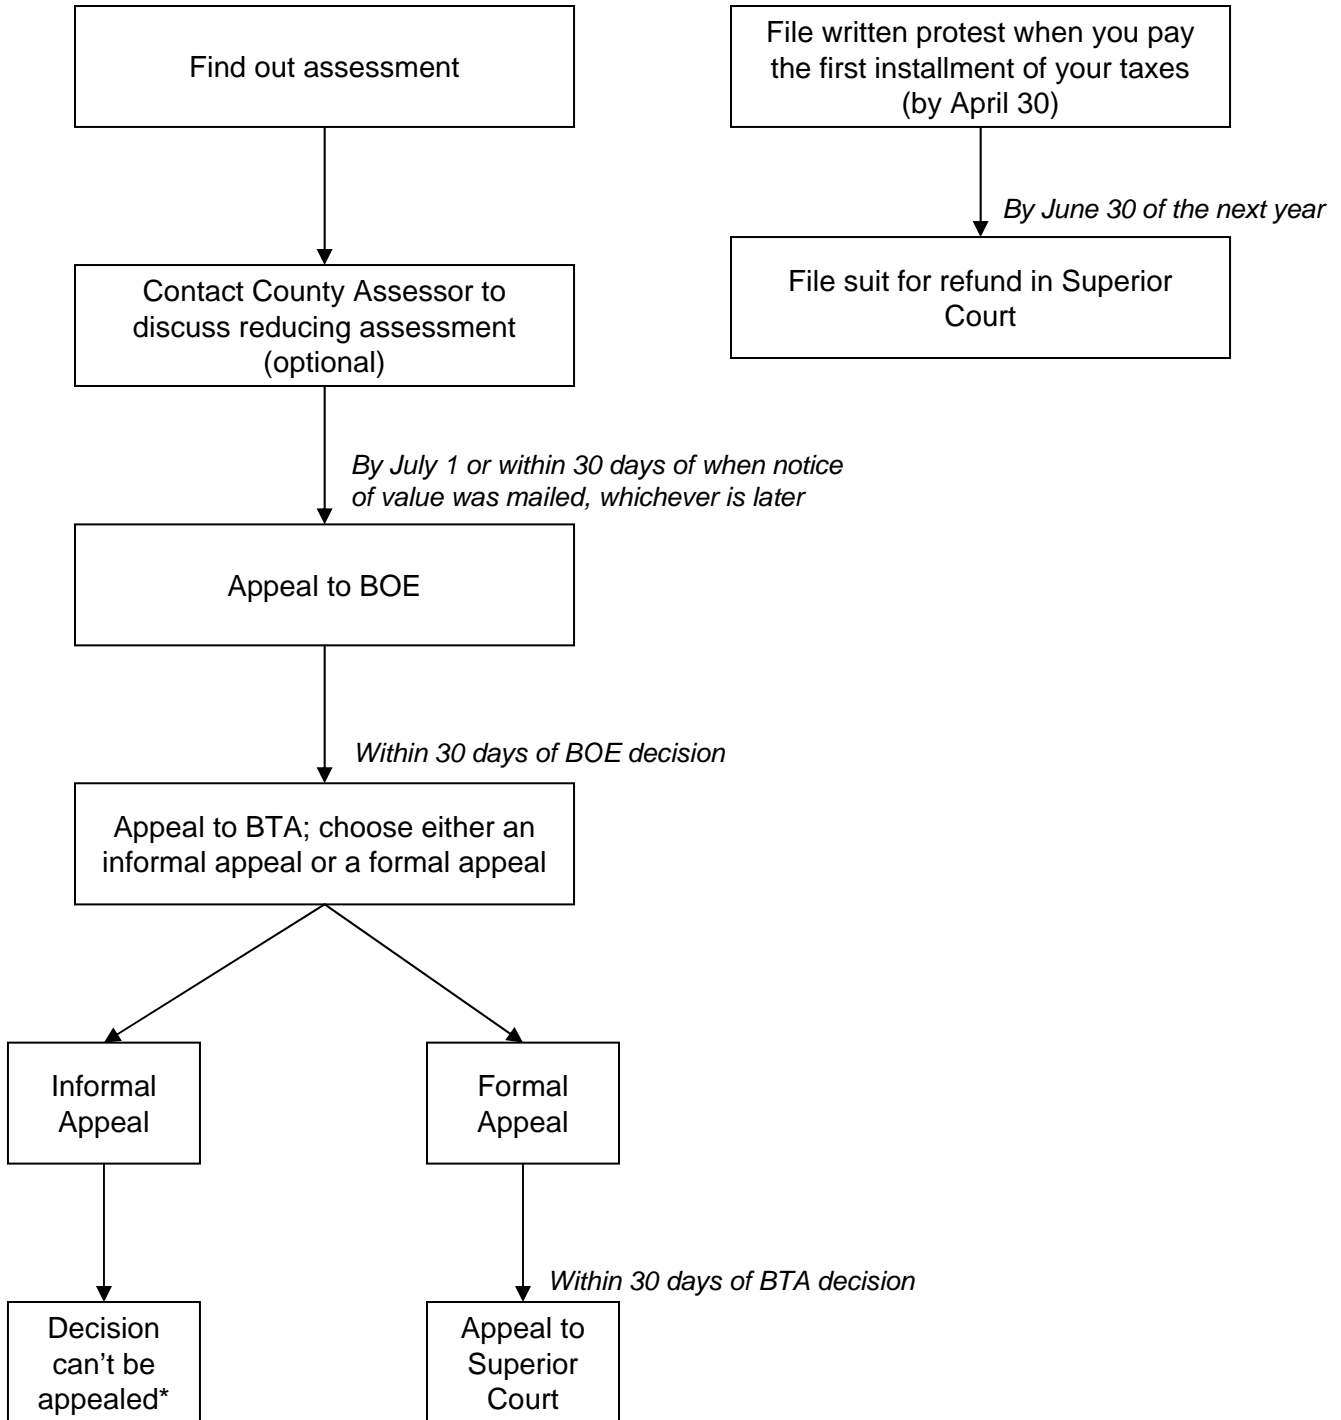 Find out assessment
File written protest when you pay
the first installment of your taxes
(by April 30)
By June 30 of the next year
File suit for refund in Superior
Court
Contact County Assessor to
discuss reducing assessment
(optional)
By July 1 or within 30 days of when notice
of value was mailed, whichever is later
Appeal to BOE
Within 30 days of BOE decision
Appeal to BTA; choose either an
informal appeal or a formal appeal
Informal
Appeal
Formal
Appeal
Within 30 days of BTA decision
Decision
can’t be
appealed*
Appeal to
Superior
Court